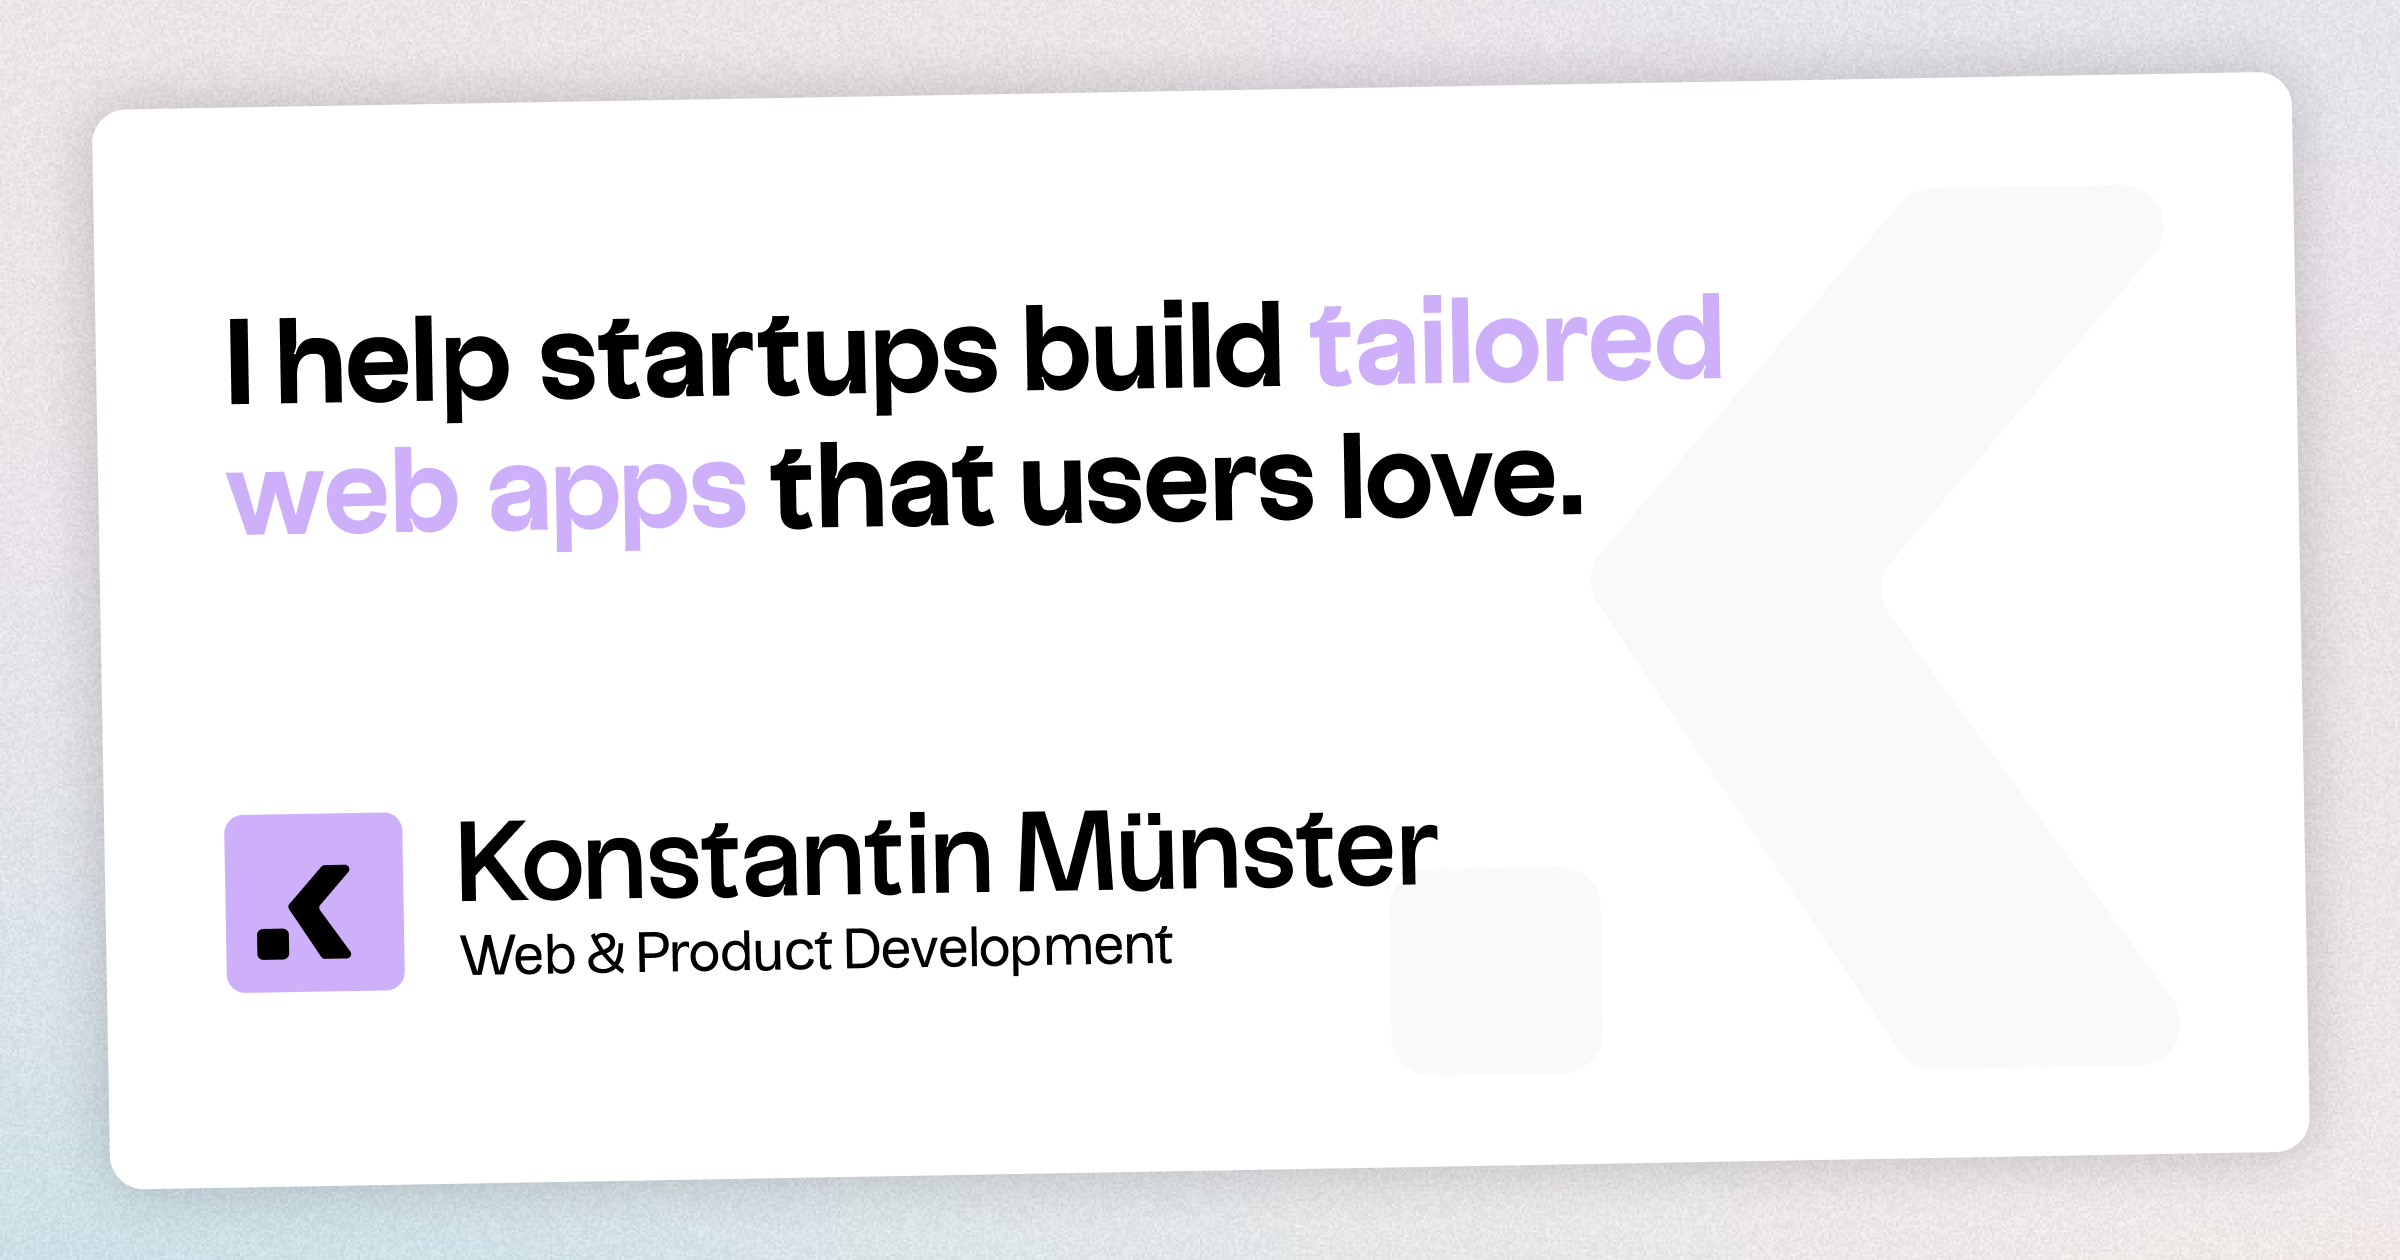 I help startups build tailored
web apps that users love.
Konstantin Münster
Web & Product Development